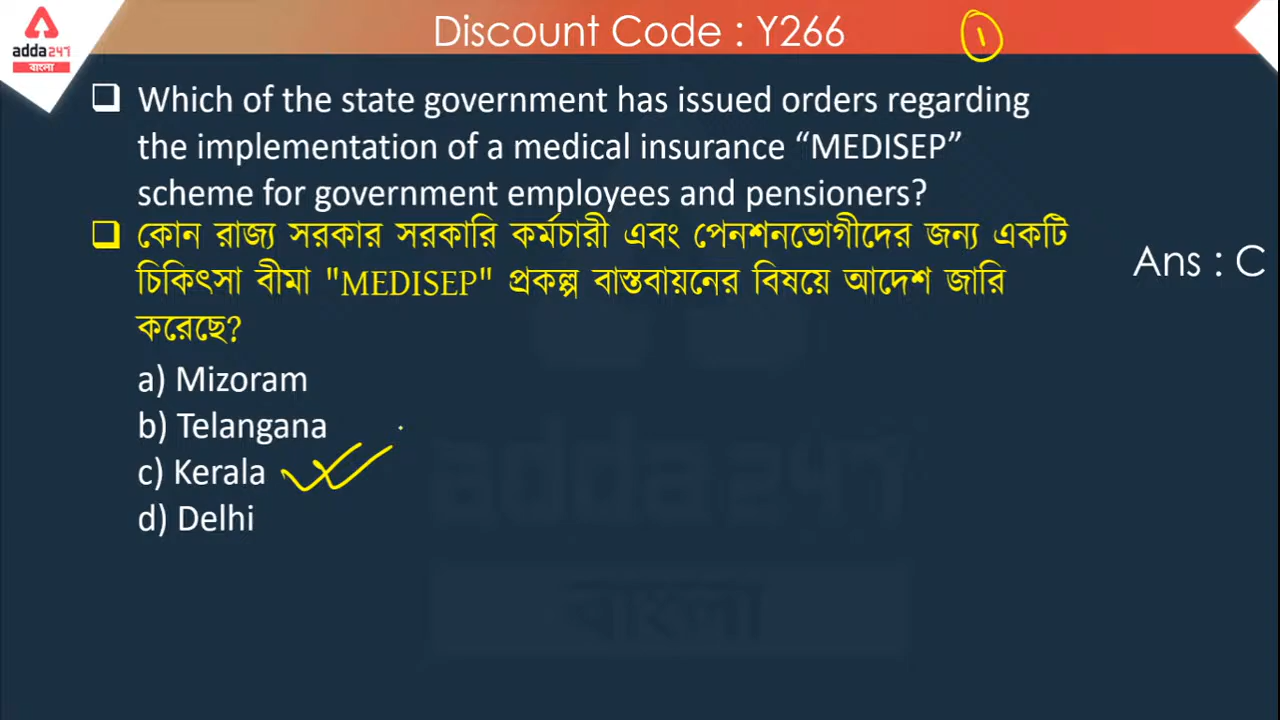 adda247
বাংলা
Discount Code : Y266
1
Which of the state government has issued orders regarding
the implementation of a medical insurance “MEDISEP”
scheme for government employees and pensioners?
কোন রাজ্য সরকার সরকারি কর্মচারী এবং পেনশনভোগীদের জন্য একটি
চিকিৎসা বীমা "MEDISEP" প্রকল্প বাস্তবায়নের বিষয়ে আদেশ জারি
করেছে?
Ans : C
a) Mizoram
b) Telangana
c) Kerala
d) Delhi
adda247
বাংলা